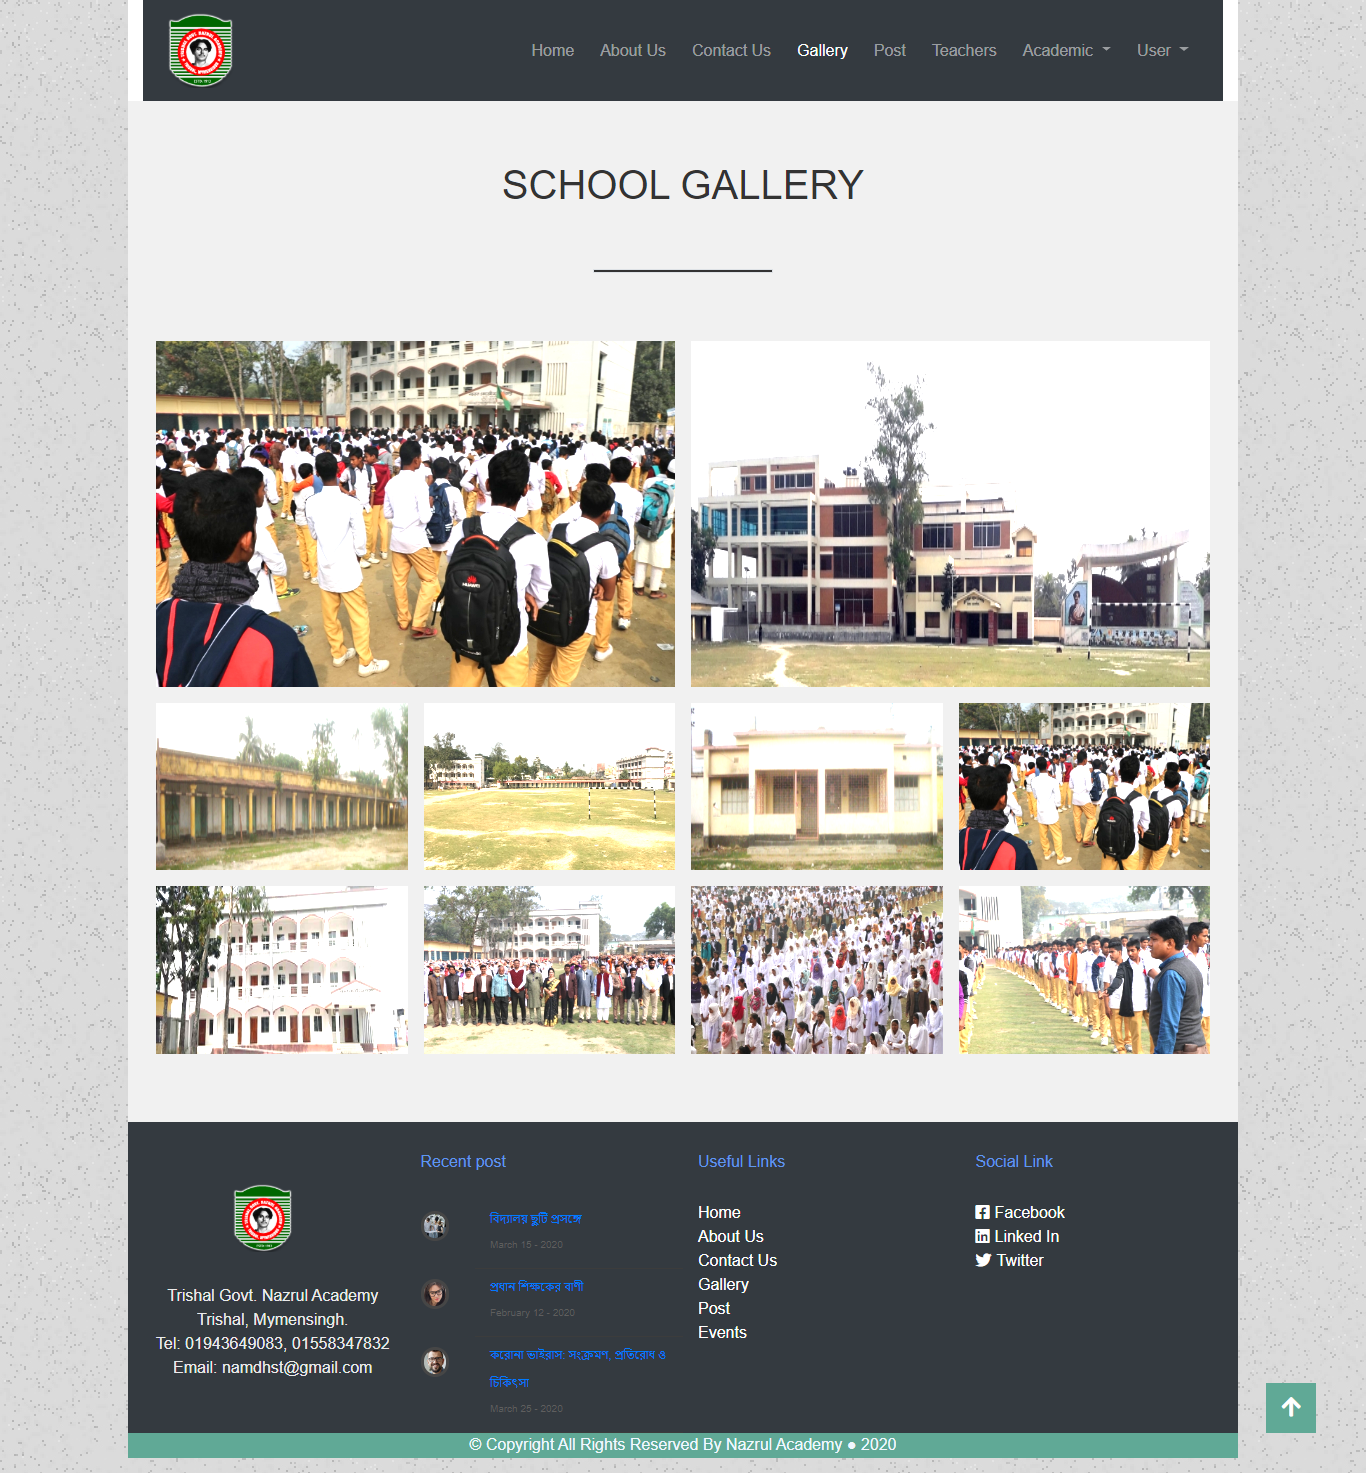 Home About Us Contact Us Gallery Post Teachers Academic User
SCHOOL GALLERY
HUAWEI
Trishal Govt. Nazrul Academy
Trishal, Mymensingh.
Tel: 01943649083, 01558347832
Email: namdhst@gmail.com
Recent post
বিদ্যালয় ছুটি প্রসঙ্গে
March 15 - 2020
প্রধান শিক্ষকের বাণী
February 12 - 2020
করোনা ভাইরাস: সংক্রমণ, প্রতিরোধ ও
চিকিৎসা
March 25 - 2020
Useful Links
Home
About Us
Contact Us
Gallery
Post
Events
Social Link
Facebook
Linked In
Twitter
© Copyright All Rights Reserved By Nazrul Academy ● 2020